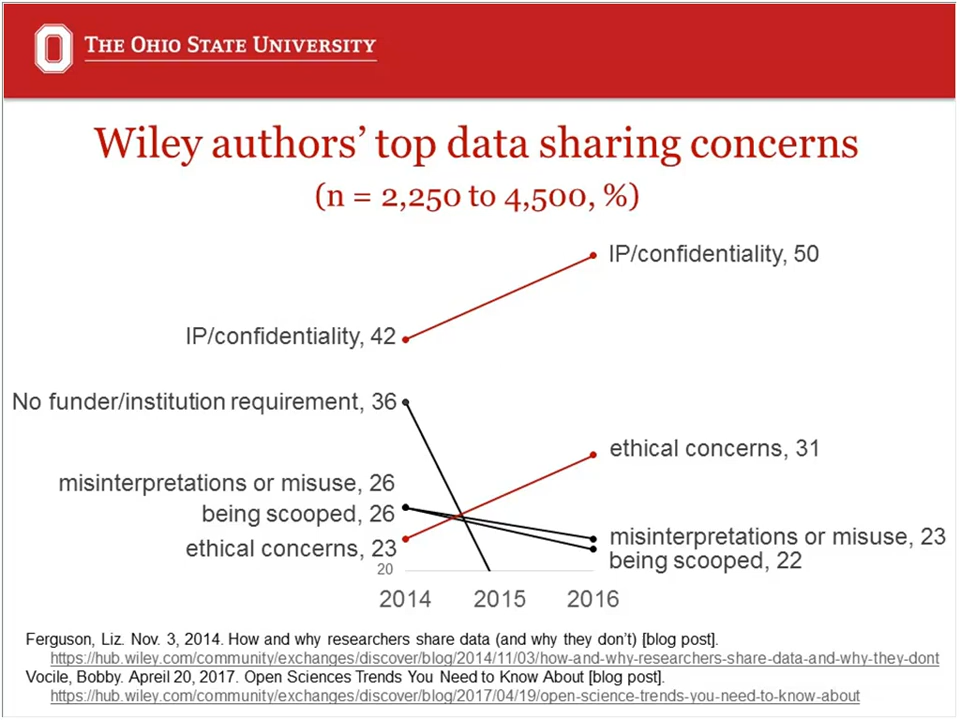 THE OHIO STATE UNIVERSITY
Wiley authors' top data sharing concerns
(n = 2,250 to 4,500, %)
IP/confidentiality, 50
IP/confidentiality, 42
No funder/institution requirement, 36
ethical concerns, 31
misinterpretations or misuse, 26
being scooped, 26
misinterpretations or misuse, 23
ethical concerns, 23
being scooped, 22
20
2014 2015 2016
Ferguson, Liz. Nov. 3, 2014. How and why researchers share data (and why they don't) [blog post].
https://hub.wiley.com/community/exchanges/discover/blog/2014/11/03/how-and-why-researchers-share-data-and-why-they-dont
Vocile, Bobby. Apreil 20, 2017. Open Sciences Trends You Need to Know About [blog post].
https://hub.wiley.com/community/exchanges/discover/blog/2017/04/19/open-science-trends-you-need-to-know-about